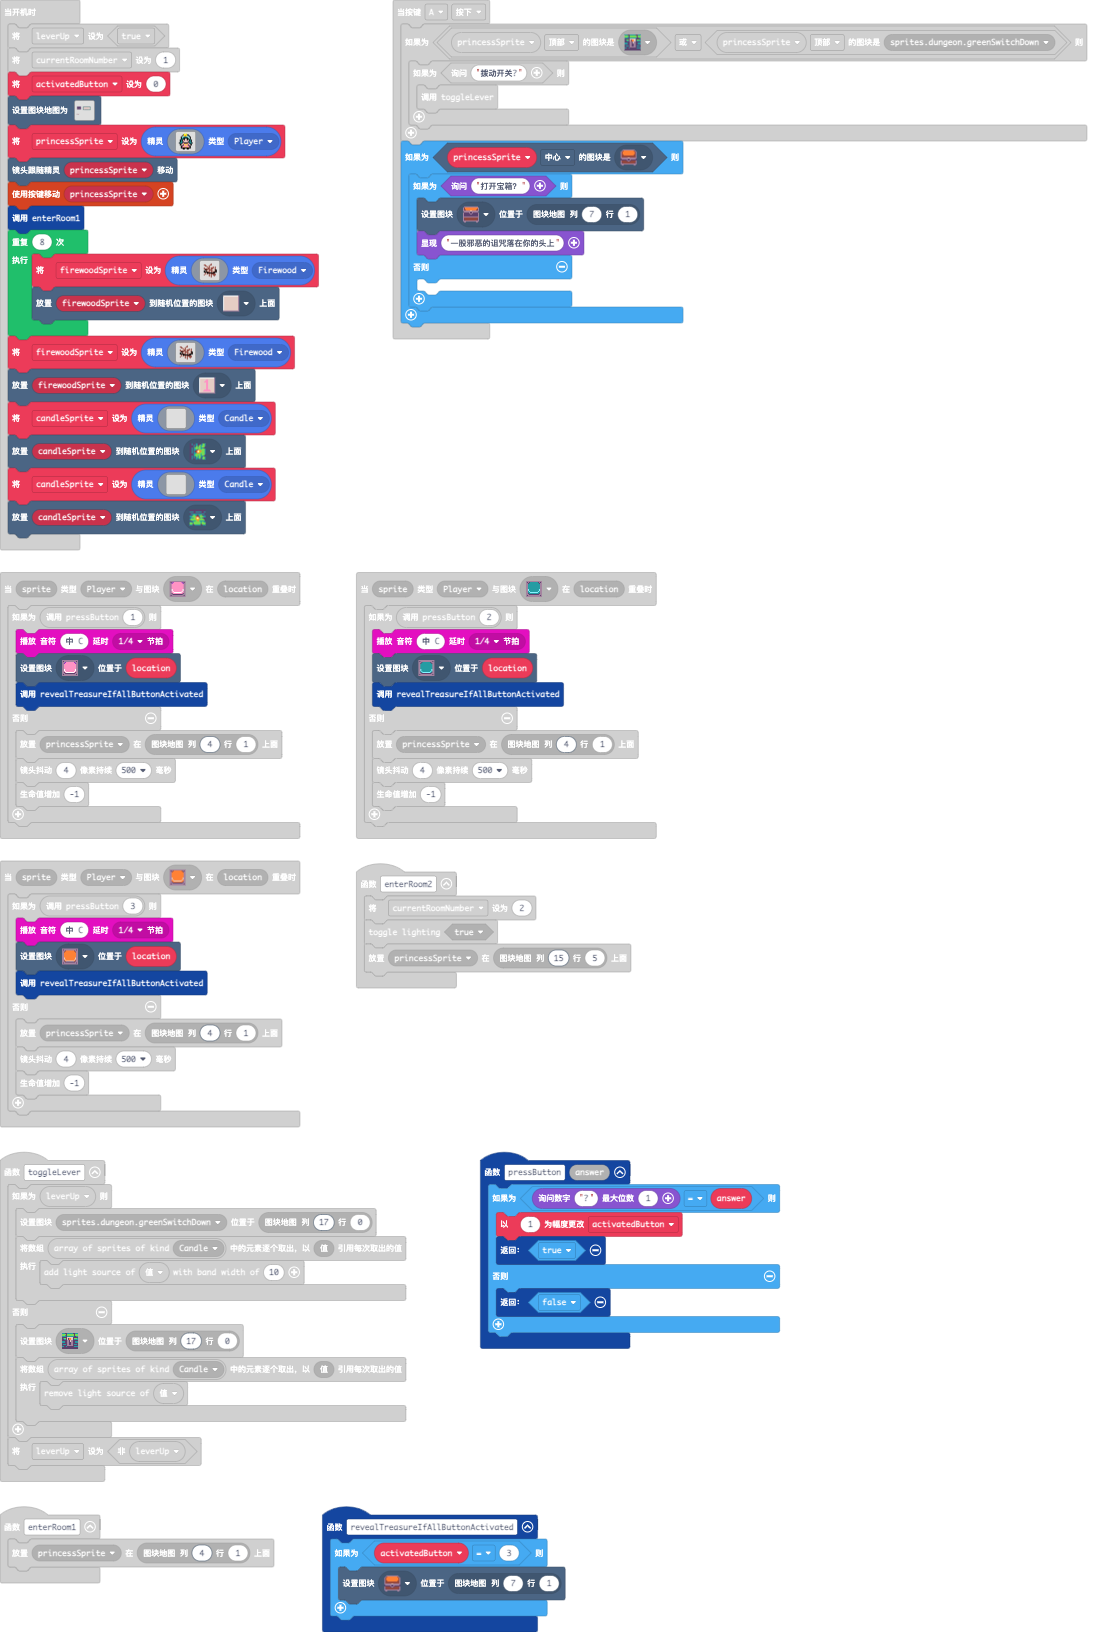 当开机时
将 leverUp 设为 true
将 currentRoomNumber 设为 1
将 activatedButton 设为 0
设置图块地图为
将 princessSprite 设为 精灵 类型 Player
镜头跟随精灵 princessSprite 移动
使用按键移动 princessSprite
调用 enterRoom1
重复 8 次
执行
将 firewoodSprite 设为 精灵 类型 Firewood
放置 firewoodSprite 到随机位置的图块 上面
将 firewoodSprite 设为 精灵 类型 Firewood
放置 firewoodSprite 到随机位置的图块 1 上面
将 candleSprite 设为 精灵 类型 Candle
放置 candleSprite 到随机位置的图块 上面
将 candleSprite 设为 精灵 类型 Candle
放置 candleSprite 到随机位置的图块 上面
当按键 A 按下
如果为 princessSprite 顶部 的图块是 或 princessSprite 顶部 的图块是 sprites.dungeon.greenSwitchDown 则
如果为 询问 "拨动开关?" 则
调用 toggleLever
如果为 princessSprite 中心 的图块是 则
如果为 询问 "打开宝箱？" 则
设置图块 位置于 图块地图 列 7 行 1
显现 "一股邪恶的诅咒落在你的头上"
否则
当 sprite 类型 Player 与图块 在 location 重叠时
如果为 调用 pressButton 1 则
播放 音符 中 C 延时 1/4 节拍
设置图块 位置于 location
调用 revealTreasureIfAllButtonActivated
否则
放置 princessSprite 在 图块地图 列 4 行 1 上面
镜头抖动 4 像素持续 500 毫秒
生命值增加 -1
当 sprite 类型 Player 与图块 在 location 重叠时
如果为 调用 pressButton 2 则
播放 音符 中 C 延时 1/4 节拍
设置图块 位置于 location
调用 revealTreasureIfAllButtonActivated
否则
放置 princessSprite 在 图块地图 列 4 行 1 上面
镜头抖动 4 像素持续 500 毫秒
生命值增加 -1
当 sprite 类型 Player 与图块 在 location 重叠时
如果为 调用 pressButton 3 则
播放 音符 中 C 延时 1/4 节拍
设置图块 位置于 location
调用 revealTreasureIfAllButtonActivated
否则
放置 princessSprite 在 图块地图 列 4 行 1 上面
镜头抖动 4 像素持续 500 毫秒
生命值增加 -1
函数 enterRoom2
将 currentRoomNumber 设为 2
toggle lighting true
放置 princessSprite 在 图块地图 列 15 行 5 上面
函数 toggleLever
如果为 leverUp 则
设置图块 sprites.dungeon.greenSwitchDown 位置于 图块地图 列 17 行 0
将数组 array of sprites of kind Candle 中的元素逐个取出，以 值 引用每次取出的值
执行 add light source of 值 with band width of 10
否则
设置图块 位置于 图块地图 列 17 行 0
将数组 array of sprites of kind Candle 中的元素逐个取出，以 值 引用每次取出的值
执行 remove light source of 值
将 leverUp 设为 非 leverUp
函数 pressButton answer
如果为 询问数字 "?" 最大位数 1 = answer 则
以 1 为幅度更改 activatedButton
返回： true
否则
返回： false
函数 enterRoom1
放置 princessSprite 在 图块地图 列 4 行 1 上面
函数 revealTreasureIfAllButtonActivated
如果为 activatedButton = 3 则
设置图块 位置于 图块地图 列 7 行 1